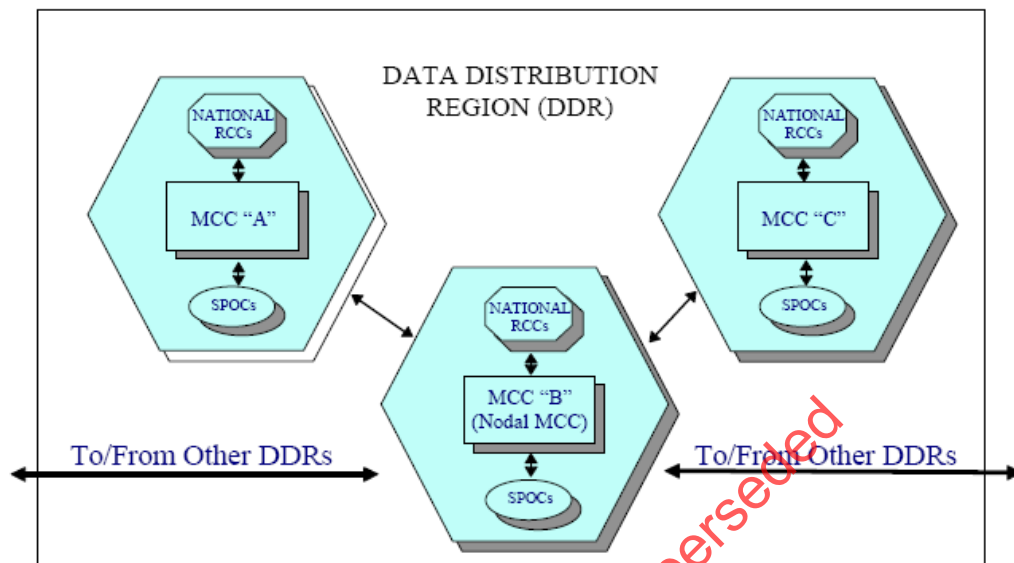 DATA DISTRIBUTION
REGION (DDR)
NATIONAL
RCCs
MCC “A”
SPOCs
NATIONAL
RCCs
MCC “C”
SPOCs
NATIONAL
RCCs
MCC “B”
(Nodal MCC)
SPOCs
To/From Other DDRs
To/From Other DDRs